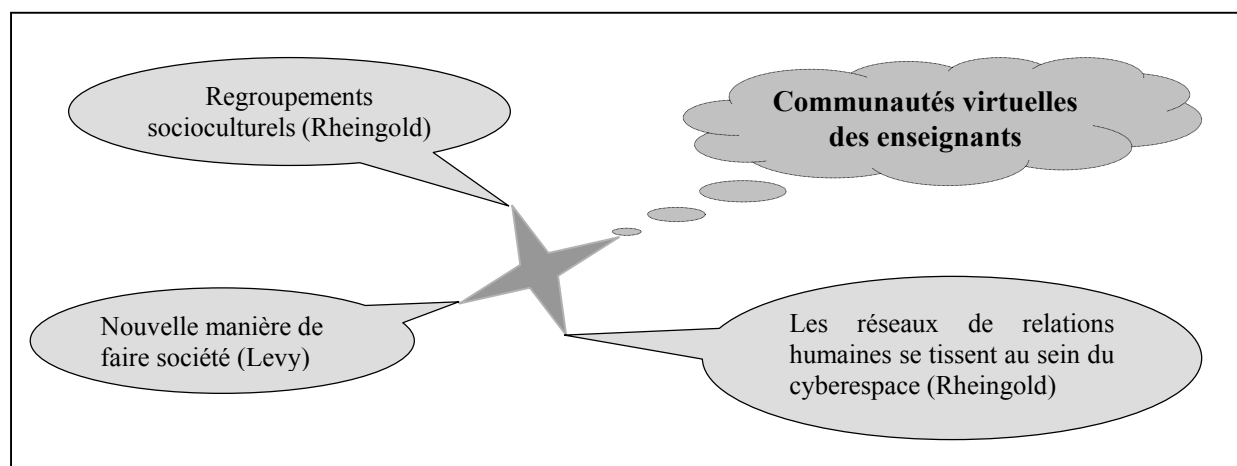 Regroupements
socioculturels (Rheingold)
Communautés virtuelles
des enseignants
Nouvelle manière de
faire société (Levy)
Les réseaux de relations
humaines se tissent au sein du
cyberespace (Rheingold)